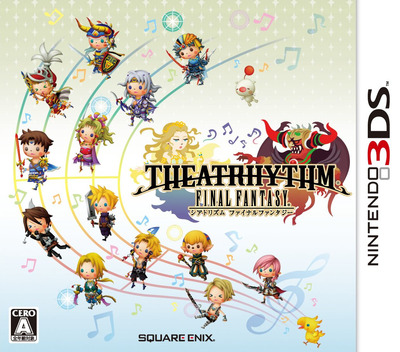 THEATRHYTHM
FINAL FANTASY
シアトリズム ファイナルファンタジー
NINTENDO 3DS
CERO
A
SQUARE ENIX